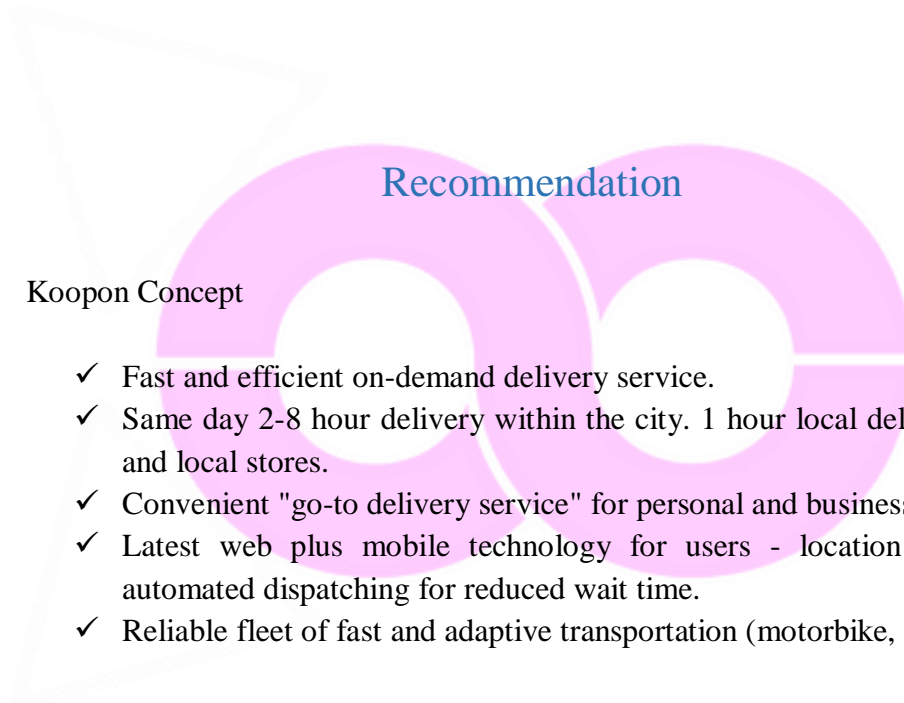 Recommendation
Koopon Concept
✓ Fast and efficient on-demand delivery service.
✓ Same day 2-8 hour delivery within the city. 1 hour local del
and local stores.
✓ Convenient "go-to delivery service" for personal and business
✓ Latest web plus mobile technology for users - location
automated dispatching for reduced wait time.
✓ Reliable fleet of fast and adaptive transportation (motorbike,